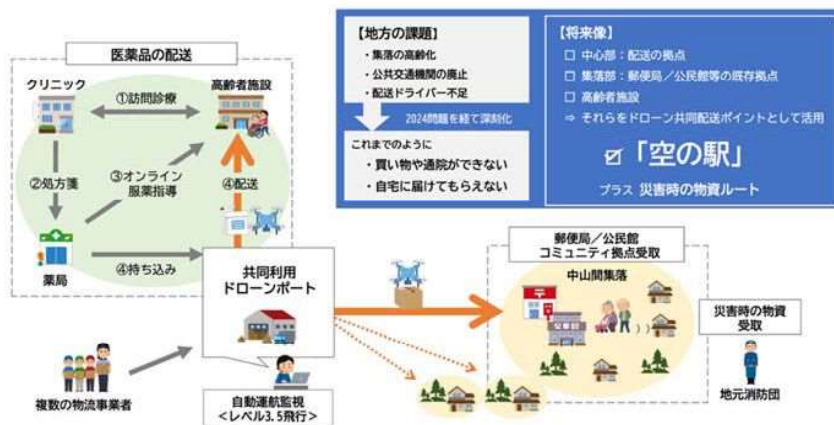 医薬品の配送
クリニック
高齢者施設
①訪問診療
②処方箋
③オンライン
服薬指導
④配送
薬局
④持ち込み
共同利用
ドローンポート
複数の物流事業者
自動運航監視
<レベル3.5飛行>
【地方の課題】
・集落の高齢化
・公共交通機関の廃止
・配送ドライバー不足
2024問題を経て深刻化
これまでのように
・買い物や通院ができない
・自宅に届けてもらえない
【将来像】
□ 中心部：配送の拠点
□ 集落部：郵便局／公民館等の既存拠点
□ 高齢者施設
⇒ それらをドローン共同配送ポイントとして活用
☑「空の駅」
プラス 災害時の物資ルート
郵便局／公民館
コミュニティ拠点受取
中山間集落
〒
公民館
災害時の物資
受取
地元消防団